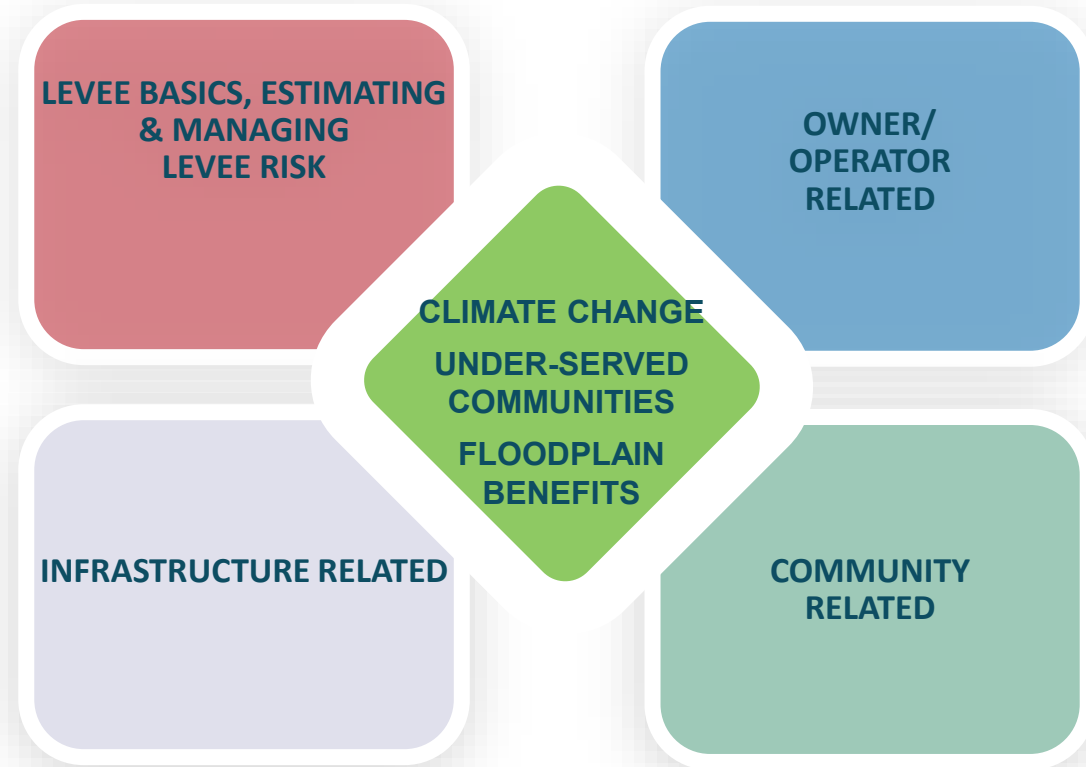 LEVEE BASICS, ESTIMATING
& MANAGING
LEVEE RISK
OWNER/
OPERATOR
RELATED
CLIMATE CHANGE
UNDER-SERVED
COMMUNITIES
FLOODPLAIN
BENEFITS
INFRASTRUCTURE RELATED
COMMUNITY
RELATED